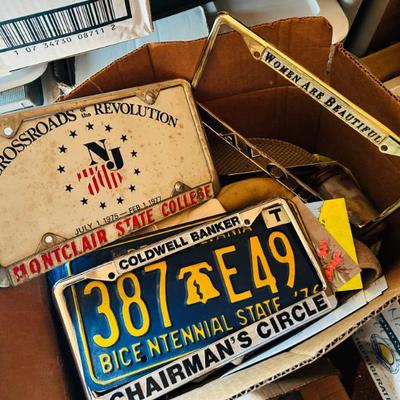 1 07 34730 08711 2
CROSSROADS of the REVOLUTION
NJ
JULY 1, 1976 - FEB 1, 1977
MONTCLAIR STATE COLLEGE
WOMEN ARE BEAUTIFUL
COLDWELL BANKER
T
387 E49
BICENTENNIAL STATE '76
CHAIRMAN'S CIRCLE